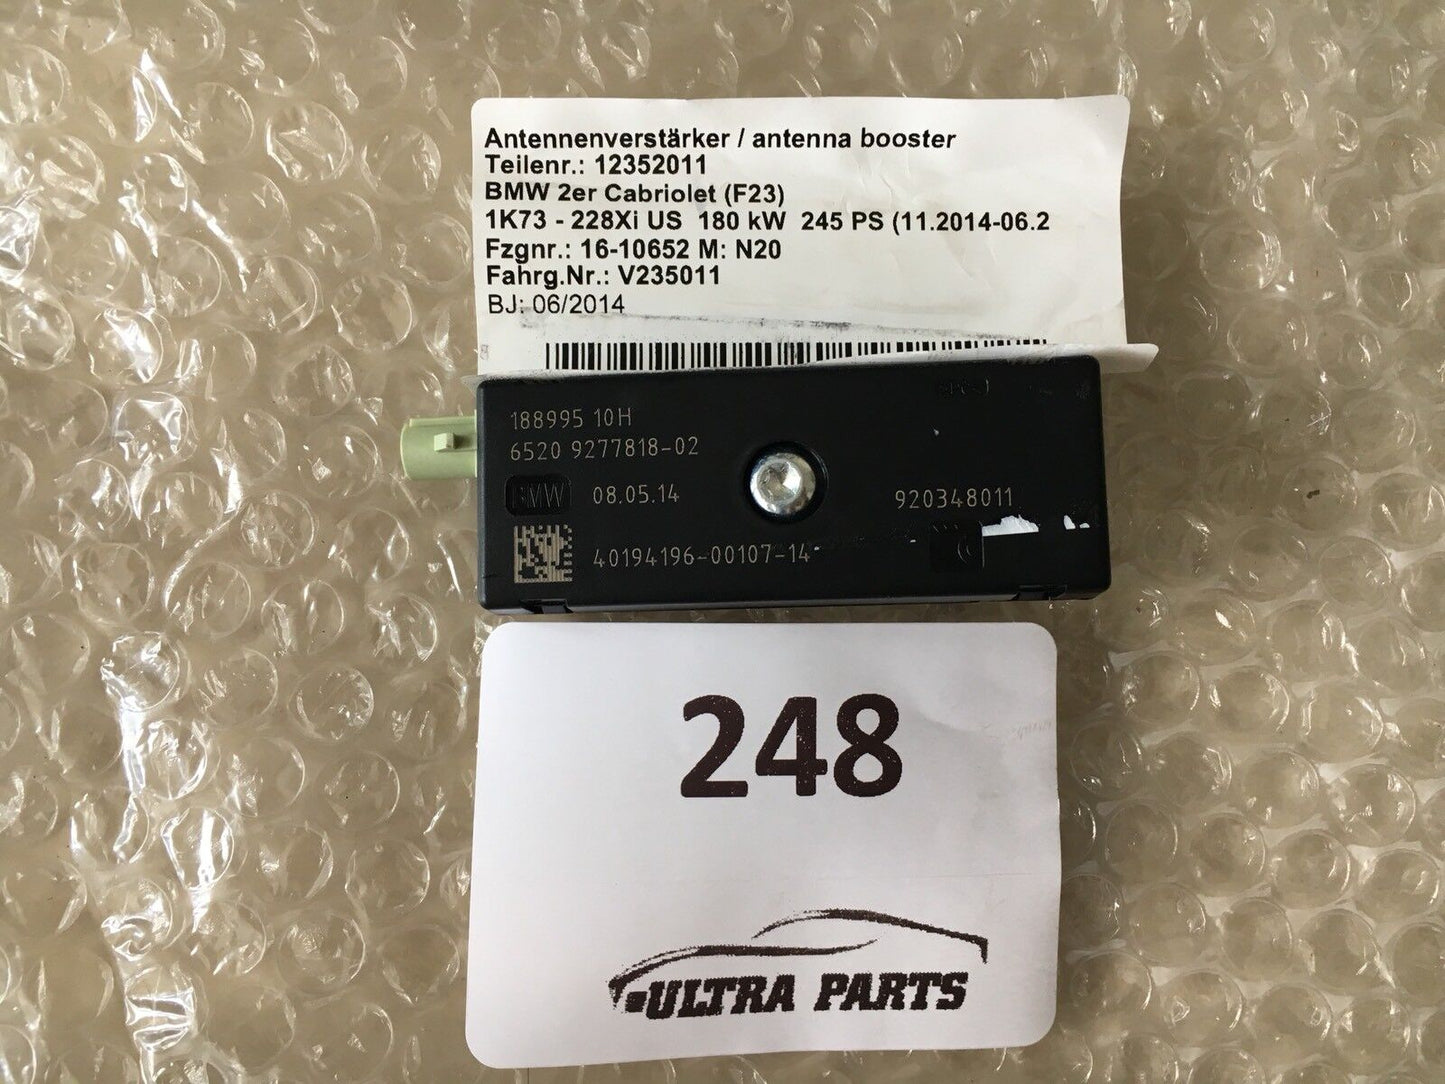 Antennenverstärker / antenna booster
Teilenr.: 12352011
BMW 2er Cabriolet (F23)
1K73 - 228Xi US 180 kW 245 PS (11.2014-06.2
Fzgnr.: 16-10652 M: N20
Fahrg.Nr.: V235011
BJ: 06/2014
188995 10H
6520 9277818-02
BMW 08.05.14
920348011
40194196-00107-14
248
ULTRA PARTS